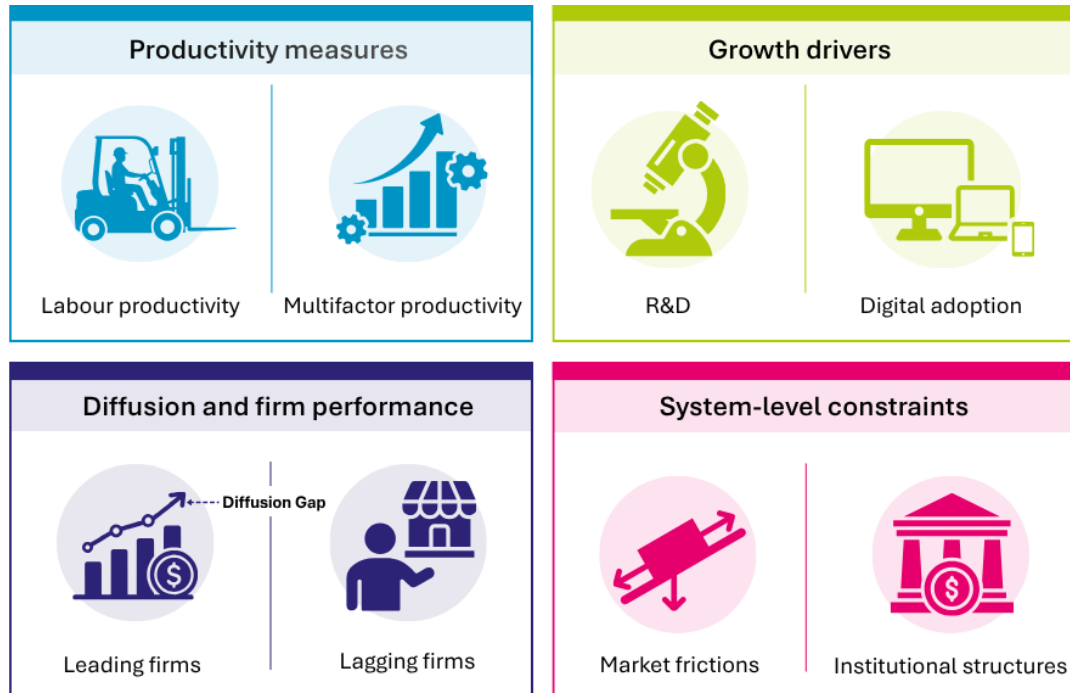 Productivity measures
Labour productivity
Multifactor productivity
Growth drivers
R&D
Digital adoption
Diffusion and firm performance
Diffusion Gap
$
Leading firms
Lagging firms
System-level constraints
$
Market frictions
Institutional structures